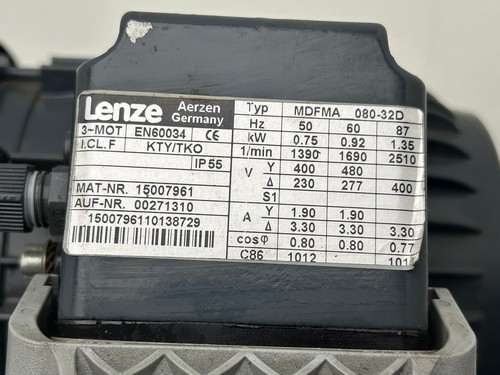 Lenze Aerzen Germany
3~MOT EN60034 CE
I.CL.F KTY/TKO
IP 55
MAT-NR. 15007961
AUF-NR. 00271310
1500796110138729
Typ MDFMA 080-32D
Hz 50 60 87
kW 0.75 0.92 1.35
1/min 1390 1690 2510
V Y 400 480
Δ 230 277 400
S1
A Y 1.90 1.90
Δ 3.30 3.30 3.30
cosφ 0.80 0.80 0.77
C86 1012 101